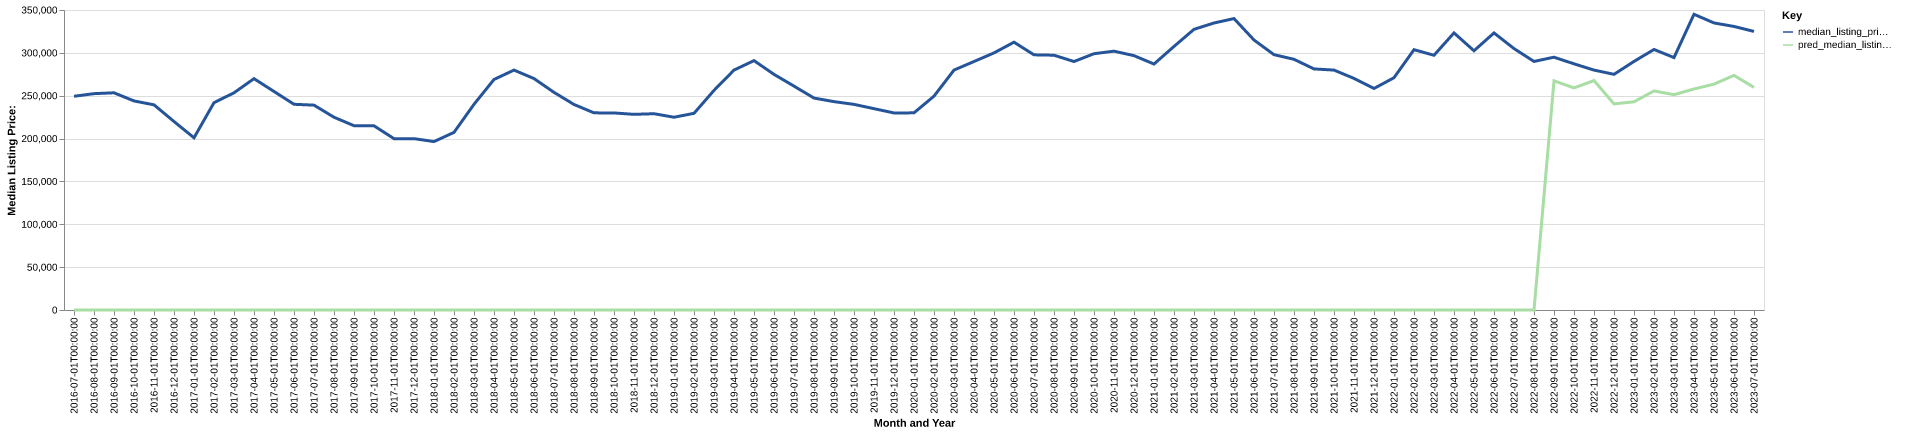 350,000
300,000
250,000
200,000
150,000
100,000
50,000
0
Median Listing Price:
2016-07-01T00:00:00
2016-08-01T00:00:00
2016-09-01T00:00:00
2016-10-01T00:00:00
2016-11-01T00:00:00
2016-12-01T00:00:00
2017-01-01T00:00:00
2017-02-01T00:00:00
2017-03-01T00:00:00
2017-04-01T00:00:00
2017-05-01T00:00:00
2017-06-01T00:00:00
2017-07-01T00:00:00
2017-08-01T00:00:00
2017-09-01T00:00:00
2017-10-01T00:00:00
2017-11-01T00:00:00
2017-12-01T00:00:00
2018-01-01T00:00:00
2018-02-01T00:00:00
2018-03-01T00:00:00
2018-04-01T00:00:00
2018-05-01T00:00:00
2018-06-01T00:00:00
2018-07-01T00:00:00
2018-08-01T00:00:00
2018-09-01T00:00:00
2018-10-01T00:00:00
2018-11-01T00:00:00
2018-12-01T00:00:00
2019-01-01T00:00:00
2019-02-01T00:00:00
2019-03-01T00:00:00
2019-04-01T00:00:00
2019-05-01T00:00:00
2019-06-01T00:00:00
2019-07-01T00:00:00
2019-08-01T00:00:00
2019-09-01T00:00:00
2019-10-01T00:00:00
2019-11-01T00:00:00
2019-12-01T00:00:00
2020-01-01T00:00:00
2020-02-01T00:00:00
2020-03-01T00:00:00
2020-04-01T00:00:00
2020-05-01T00:00:00
2020-06-01T00:00:00
2020-07-01T00:00:00
2020-08-01T00:00:00
2020-09-01T00:00:00
2020-10-01T00:00:00
2020-11-01T00:00:00
2020-12-01T00:00:00
2021-01-01T00:00:00
2021-03-01T00:00:00
2021-04-01T00:00:00
2021-05-01T00:00:00
2021-06-01T00:00:00
2021-07-01T00:00:00
2021-08-01T00:00:00
2021-09-01T00:00:00
2021-10-01T00:00:00
2021-11-01T00:00:00
2021-12-01T00:00:00
2022-01-01T00:00:00
2022-02-01T00:00:00
2022-03-01T00:00:00
2022-04-01T00:00:00
2022-05-01T00:00:00
2022-06-01T00:00:00
2022-07-01T00:00:00
2022-08-01T00:00:00
2022-09-01T00:00:00
2022-10-01T00:00:00
2022-11-01T00:00:00
2022-12-01T00:00:00
2023-01-01T00:00:00
2023-02-01T00:00:00
2023-03-01T00:00:00
2023-04-01T00:00:00
2023-05-01T00:00:00
2023-06-01T00:00:00
2023-07-01T00:00:00
Month and Year
Key
median_listing_pri…
pred_median_listin…